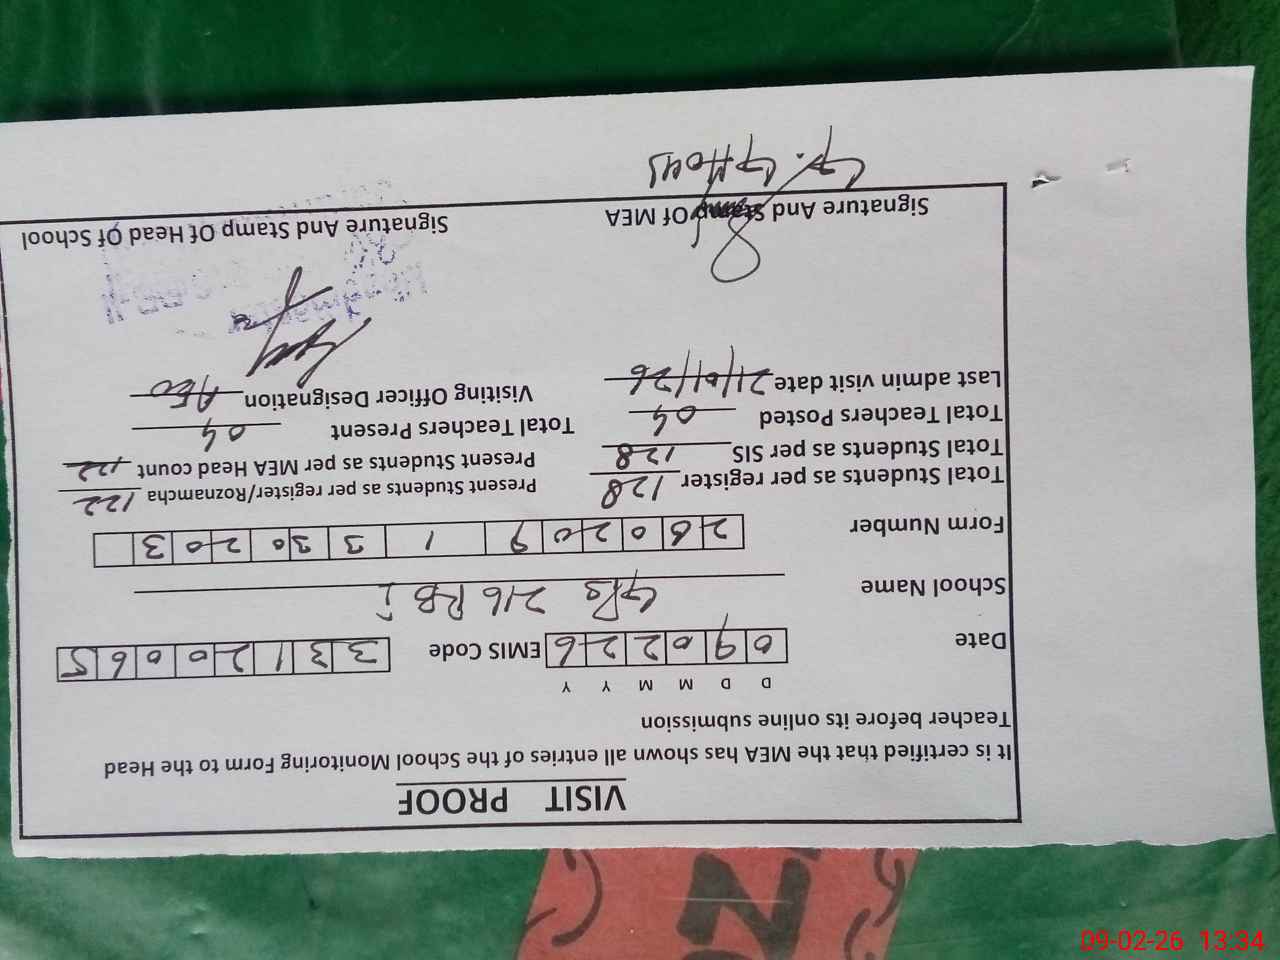 VISIT PROOF
It is certified that the MEA has shown all entries of the School Monitoring Form to the Head
Teacher before its online submission
D D M M Y Y
Date 0 9 0 2 2 6 EMIS Code 3 3 1 2 0 0 6 5
School Name GPS 216 RB I
Form Number 2 6 0 2 0 9 1 3 3 0 2 0 3
Total Students as per register 128 Present Students as per register/Roznamcha 122
Total Students as per SIS 128 Present Students as per MEA Head count 122
Total Teachers Posted 04 Total Teachers Present 04
Last admin visit date 21/01/26 Visiting Officer Designation AEO
Signature And Stamp Of MEA Signature And Stamp Of Head Of School
G. GHous
09-02-26 13:34